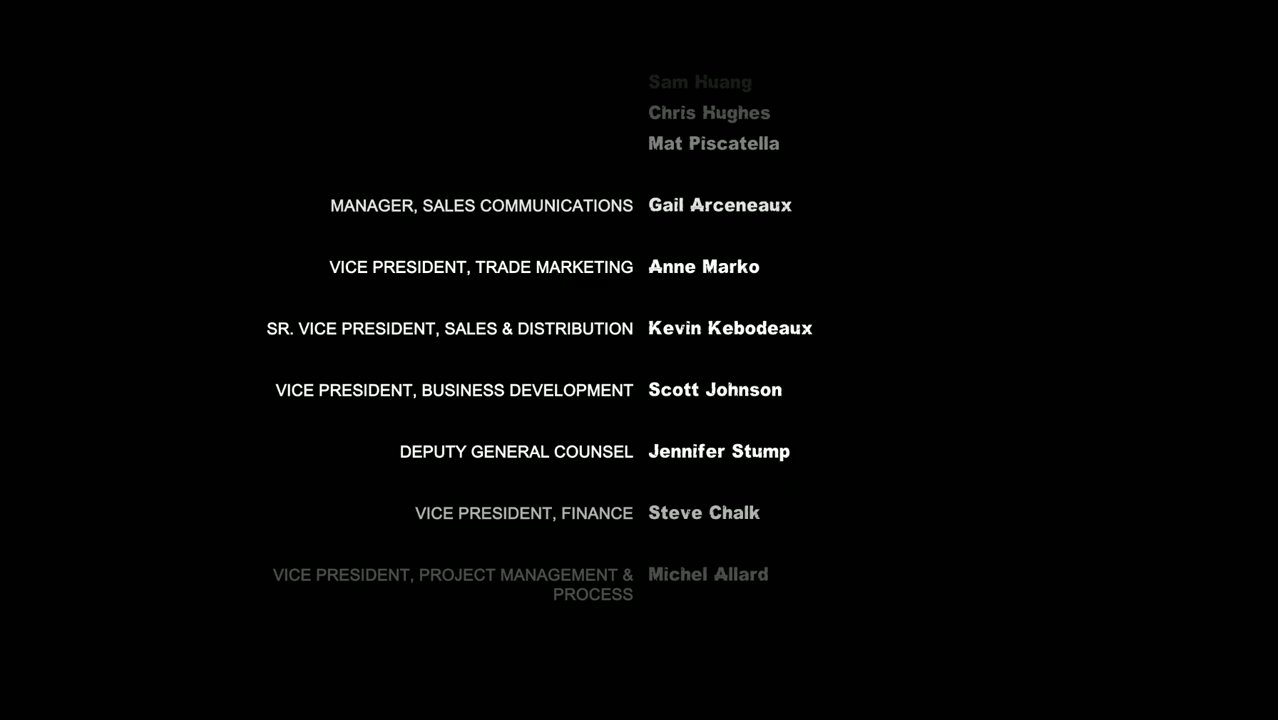 Sam Huang
Chris Hughes
Mat Piscatella
MANAGER, SALES COMMUNICATIONS Gail Arceneaux
VICE PRESIDENT, TRADE MARKETING Anne Marko
SR. VICE PRESIDENT, SALES & DISTRIBUTION Kevin Kebodeaux
VICE PRESIDENT, BUSINESS DEVELOPMENT Scott Johnson
DEPUTY GENERAL COUNSEL Jennifer Stump
VICE PRESIDENT, FINANCE Steve Chalk
VICE PRESIDENT, PROJECT MANAGEMENT & Michel Allard
PROCESS